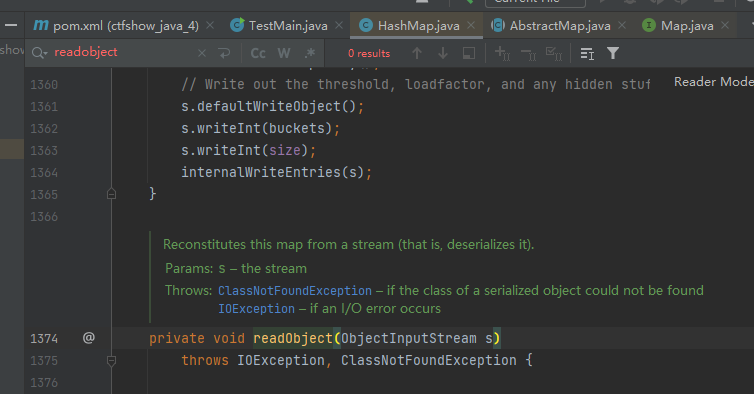 Current File
pom.xml (ctfshow_java_4)
TestMain.java
HashMap.java
AbstractMap.java
Map.java
show
readobject
Cc
W
.*
0 results
Reader Mode
1360 // Write out the threshold, loadfactor, and any hidden stuf
1361 s.defaultWriteObject();
1362 s.writeInt(buckets);
1363 s.writeInt(size);
1364 internalWriteEntries(s);
1365 }
1366
Reconstitutes this map from a stream (that is, deserializes it).
Params: s – the stream
Throws: ClassNotFoundException – if the class of a serialized object could not be found
IOException – if an I/O error occurs
1374 @ private void readObject(ObjectInputStream s)
1375 throws IOException, ClassNotFoundException {
1376